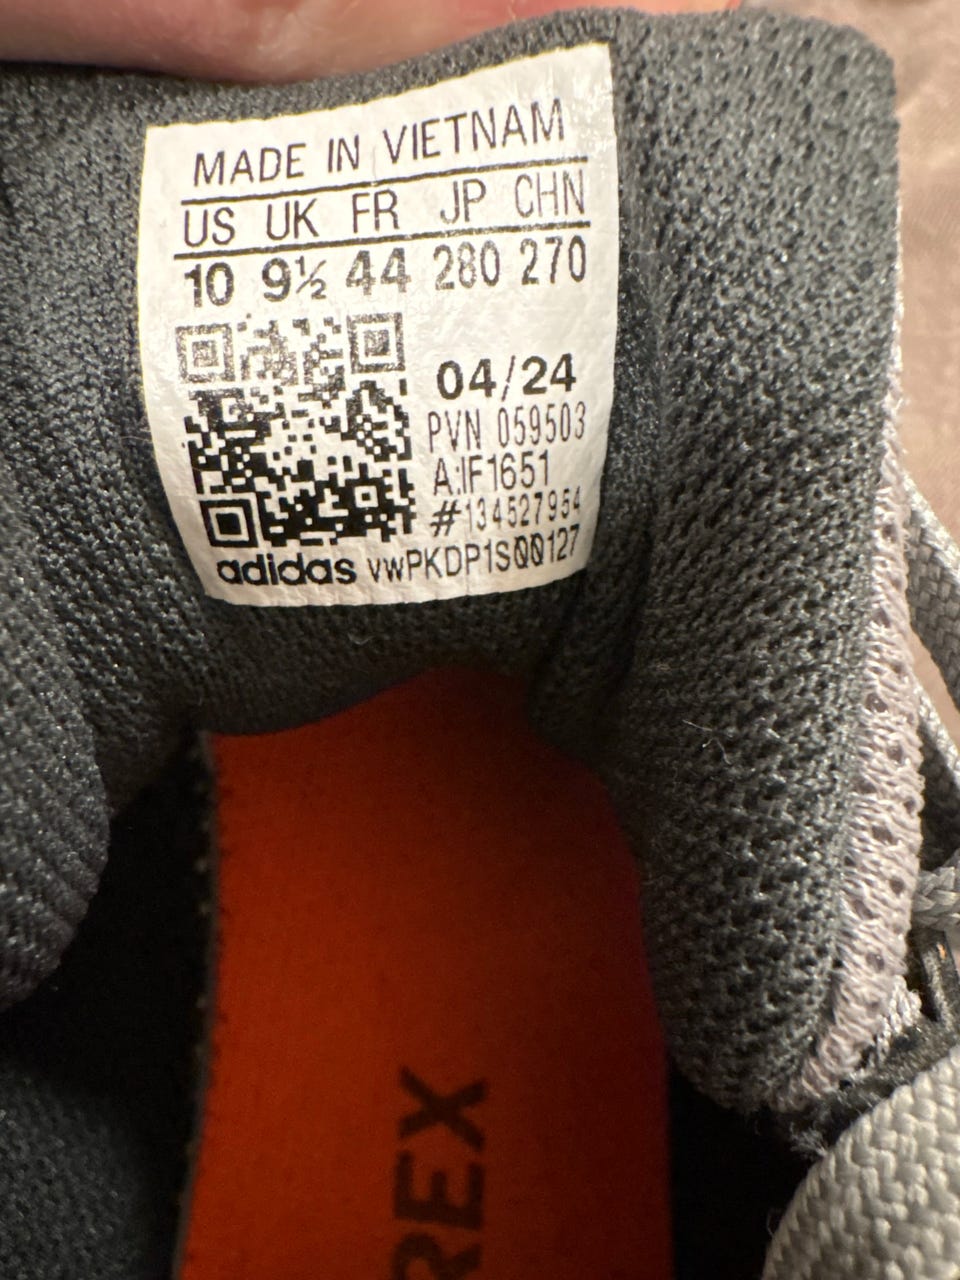 MADE IN VIETNAM
US UK FR JP CHN
10 9½ 44 280 270
04/24
PVN 059503
A:IF1651
#134527954
adidas vwPKDP1S00127
REX